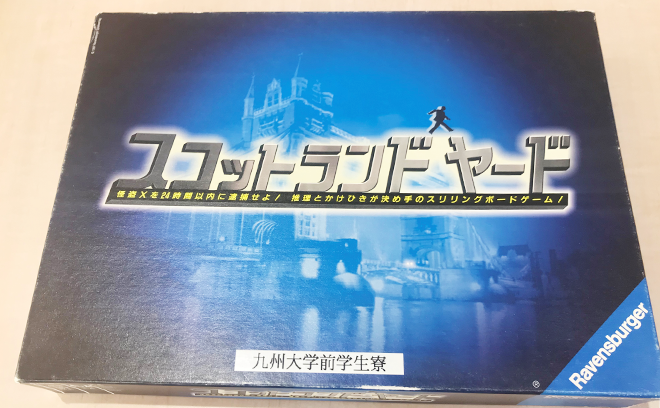 スコットランドヤード
怪盗Xを24時間以内に逮捕せよ! 推理とかけひきが決め手のスリリングボードゲーム!
九州大学前学生寮
Ravensburger
®